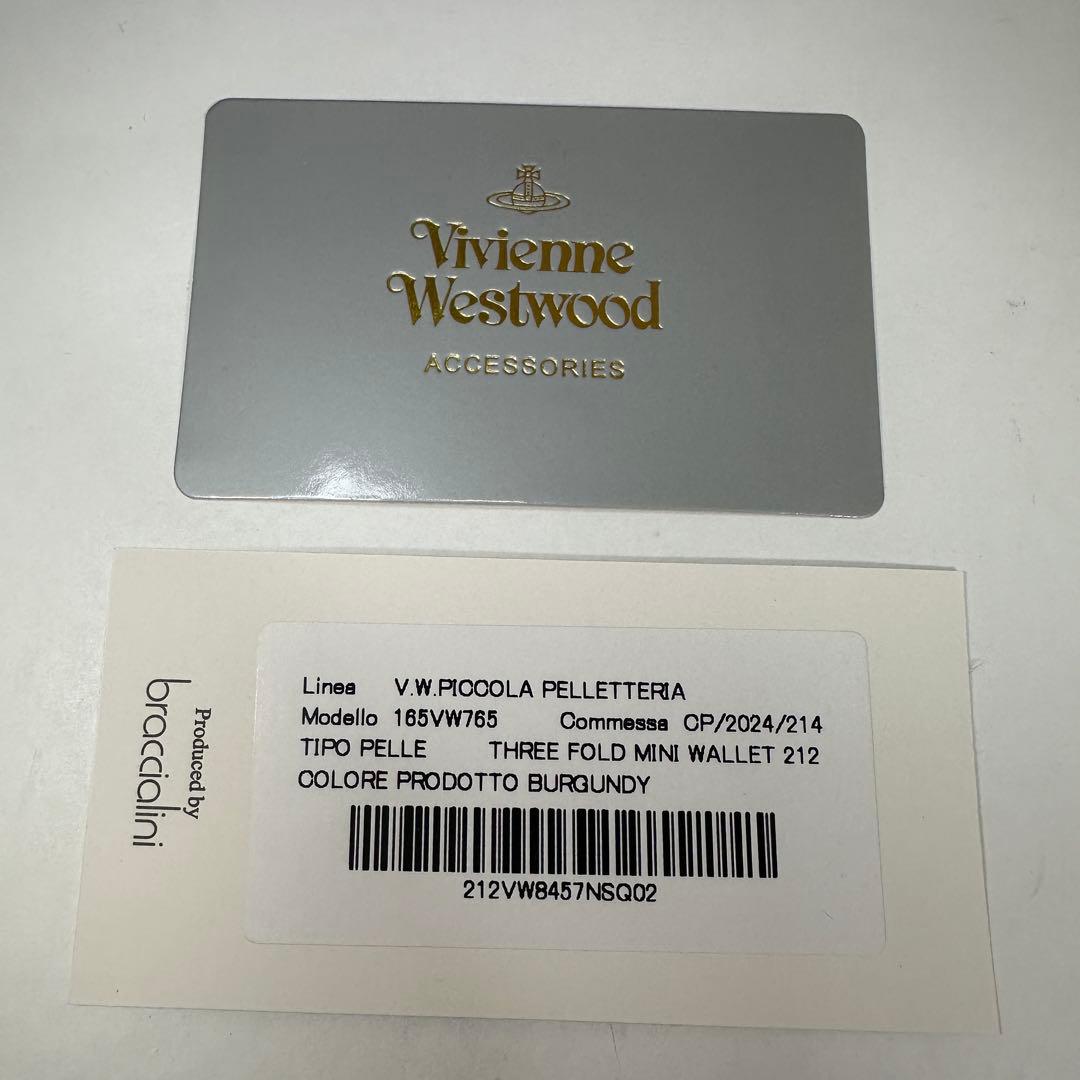 Vivienne
Westwood
ACCESSORIES
Produced by
braccialini
Linea V.W.PICCOLA PELLETTERIA
Modello 165VW765 Commessa CP/2024/214
TIPO PELLE THREE FOLD MINI WALLET 212
COLORE PRODOTTO BURGUNDY
212VW8457NSQ02